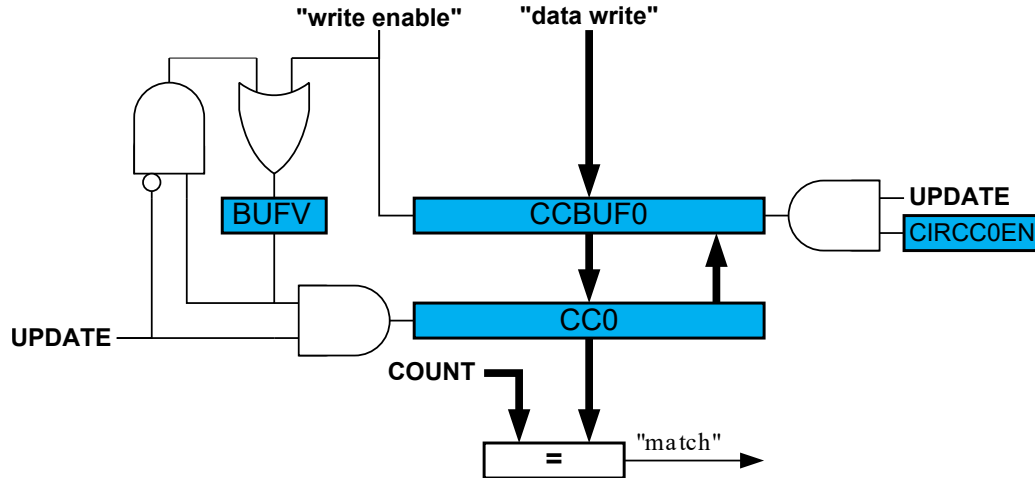 "write enable"
"data write"
BUFV
CCBUF0
UPDATE
CIRCC0EN
UPDATE
CC0
COUNT
=
"match"